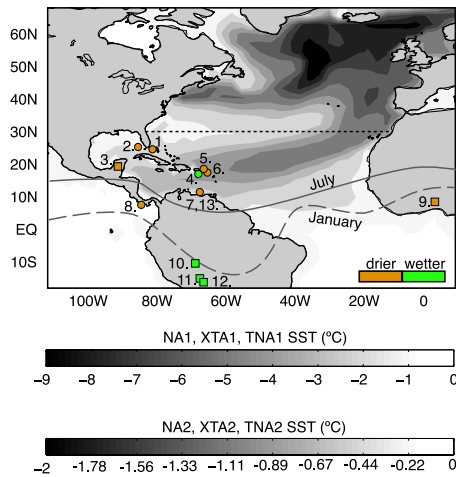 60N
50N
40N
30N
20N
10N
EQ
10S
1.
2.
3.
4.
5.
6.
7,13.
8.
9.
10.
11.
12.
July
January
drier wetter
100W 80W 60W 40W 20W 0
NA1, XTA1, TNA1 SST (ºC)
−9 −8 −7 −6 −5 −4 −3 −2 −1 0
NA2, XTA2, TNA2 SST (ºC)
−2 −1.78 −1.56 −1.33 −1.11 −0.89 −0.67 −0.44 −0.22 0